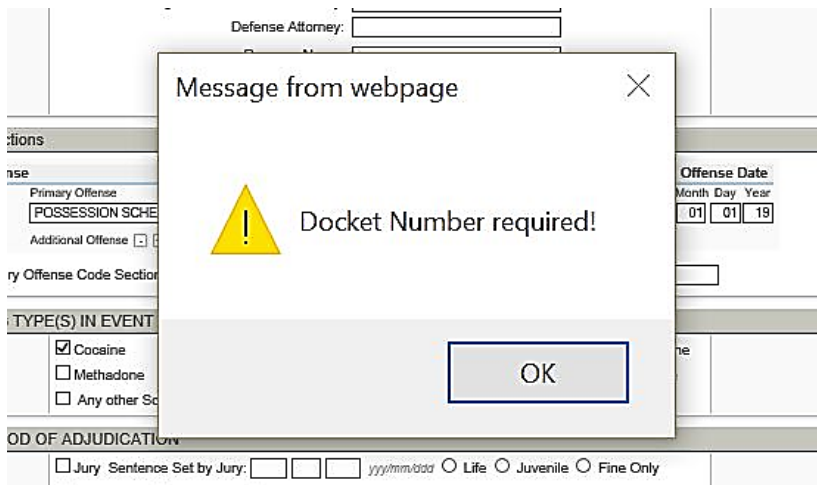 Defense Attorney:
Message from webpage
ctions
nse
Offense Date
Primary Offense
Month Day Year
POSSESSION SCHE
01 01 19
Docket Number required!
Additional Offense
ry Offense Code Section
TYPE(S) IN EVENT
Cocaine
ne
Methadone
OK
Any other Sc
OD OF ADJUDICATION
Jury Sentence Set by Jury: yyy/mm/ddd Life Juvenile Fine Only